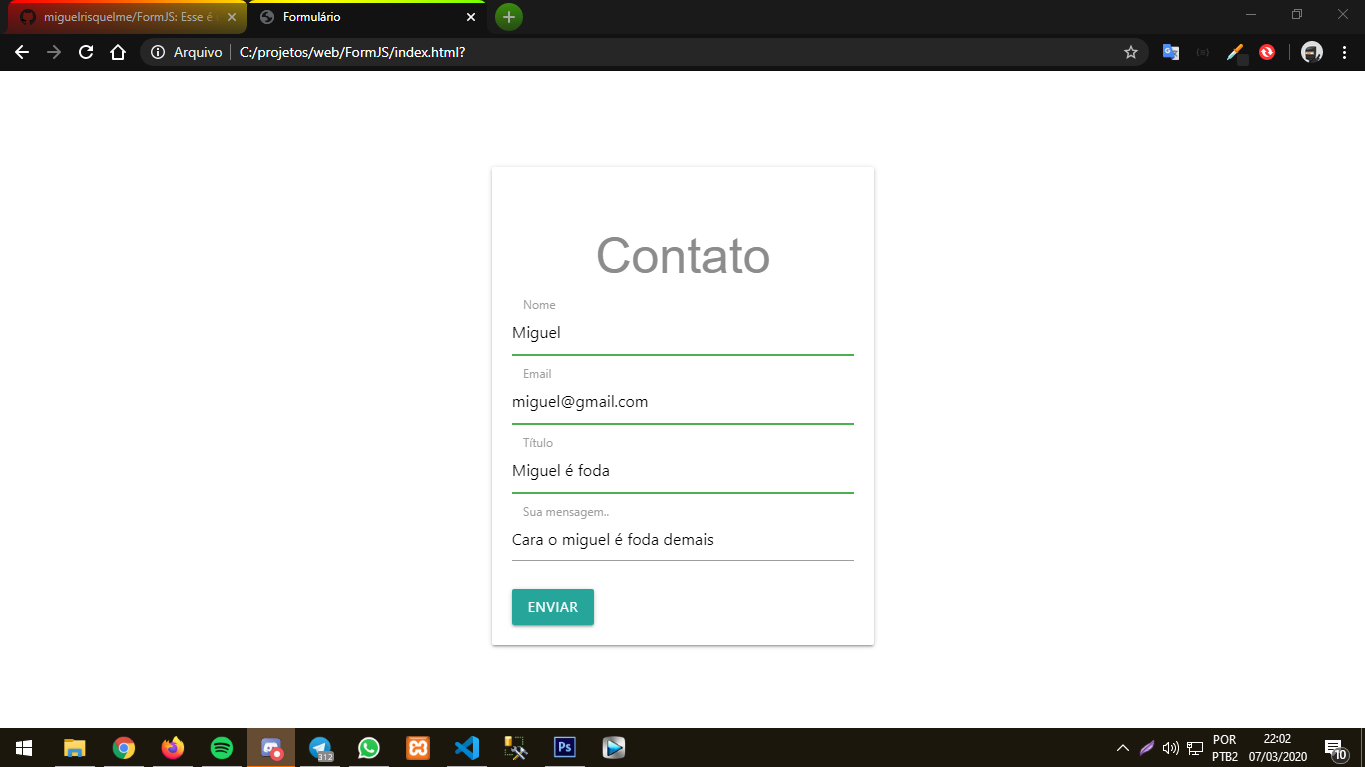 miguelrisquelme/FormJS: Esse é
Formulário
Arquivo
C:/projetos/web/FormJS/index.html?
Contato
Nome
Miguel
Email
miguel@gmail.com
Título
Miguel é foda
Sua mensagem..
Cara o miguel é foda demais
ENVIAR
312
Ps
POR
PTB2
22:02
07/03/2020
10